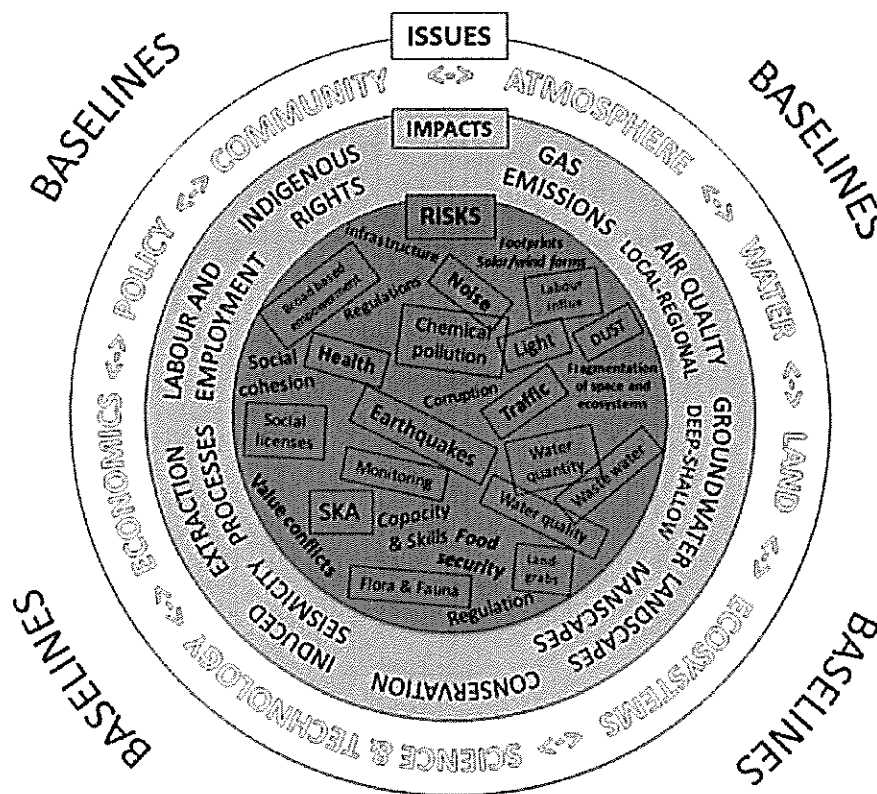 BASELINES
BASELINES
BASELINES
BASELINES
ISSUES
COMMUNITY <-> ATMOSPHERE <-> WATER <-> LAND <-> ECOSYSTEMS <-> SCIENCE & TECHNOLOGY <-> ECONOMICS <-> POLICY <->
IMPACTS
GAS
EMISSIONS
AIR QUALITY
LOCAL-REGIONAL
GROUNDWATER
DEEP-SHALLOW
LANDSCAPES
MANSCAPES
CONSERVATION
INDUCED
SEISMICITY
EXTRACTION
PROCESSES
LABOUR AND
EMPLOYMENT
INDIGENOUS
RIGHTS
RISKS
Infrastructure
Footprints
Solar/wind farms
Broad based
empowerment
Regulations
Noise
Labour
influx
Chemical
pollution
Light
DUST
Social
cohesion
Health
Corruption
Traffic
Fragmentation
of space and
ecosystems
Social
licenses
Earthquakes
Water
quantity
Waste water
Monitoring
Water quality
Value conflicts
SKA
Capacity
& Skills
Food
security
Land-
grabs
Flora & Fauna
Regulation